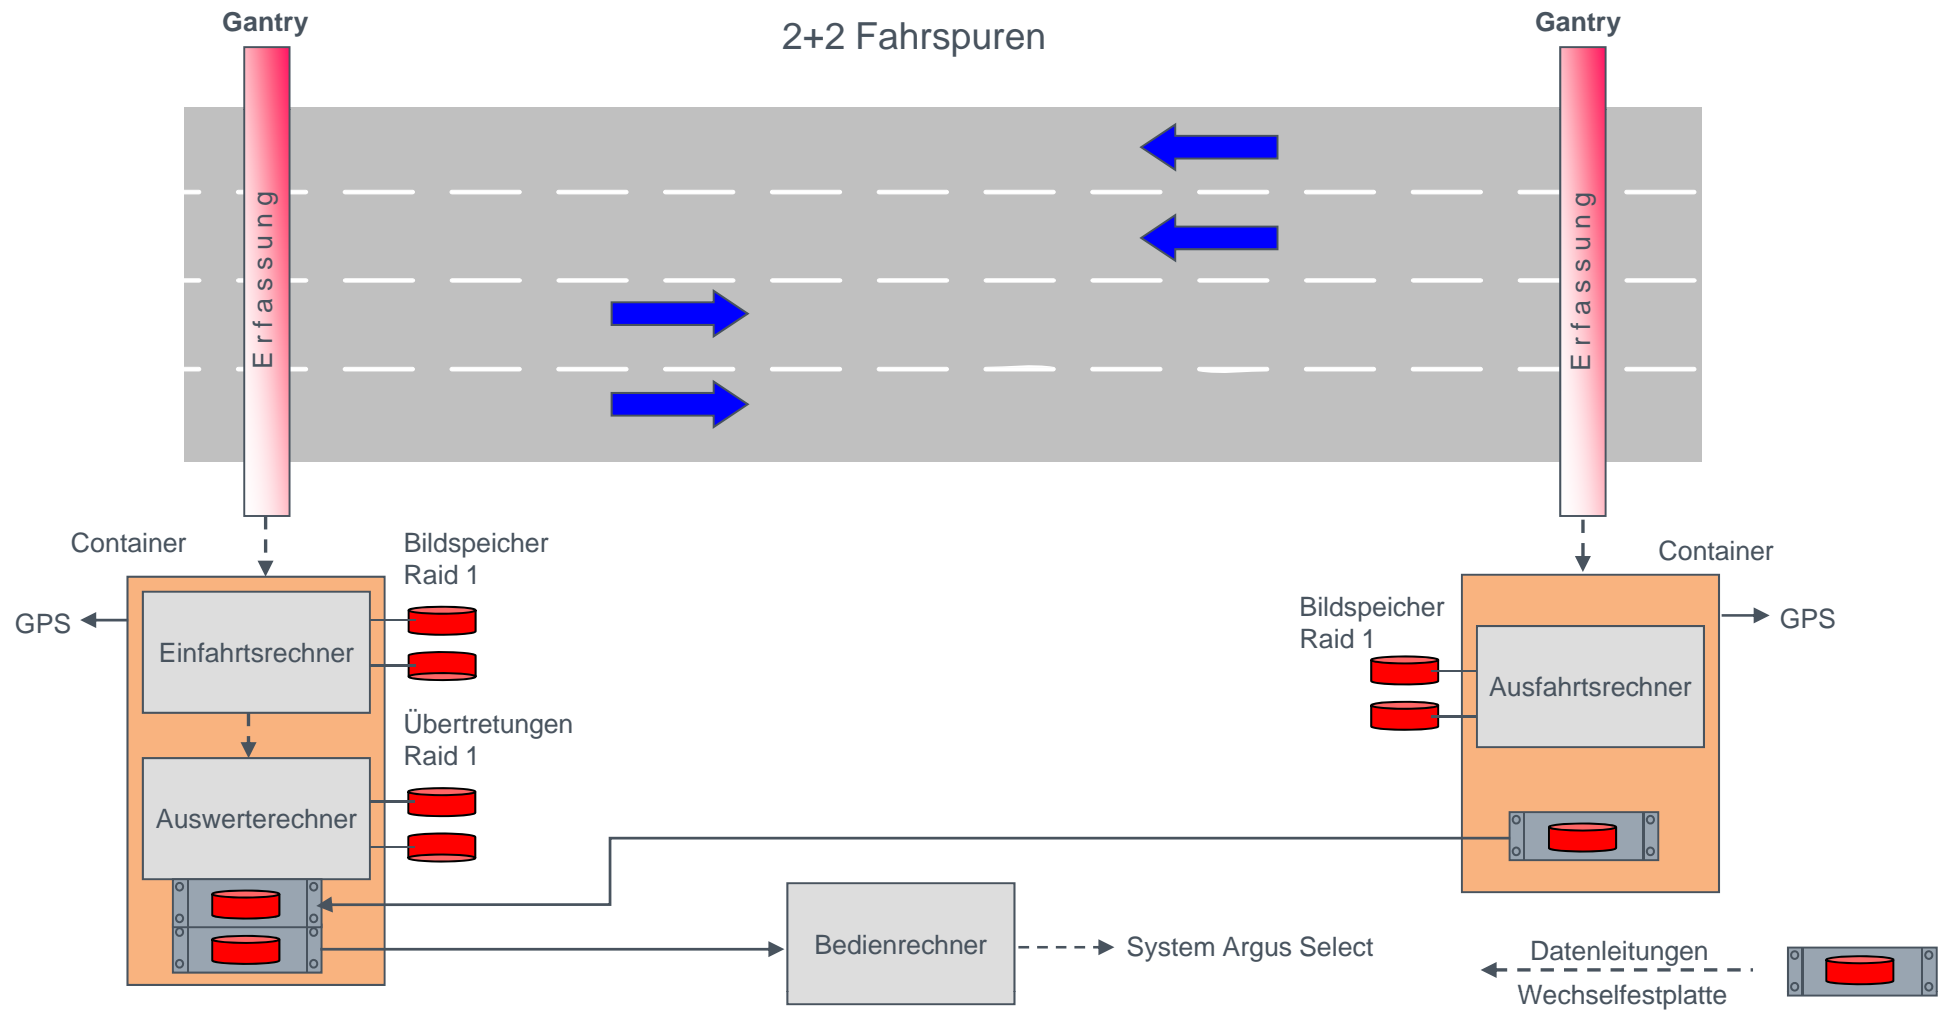 Gantry
2+2 Fahrspuren
Gantry
Erfassung
Erfassung
Container
Bildspeicher
Raid 1
Container
GPS
Einfahrtsrechner
Bildspeicher
Raid 1
GPS
Ausfahrtsrechner
Übertretungen
Raid 1
Auswerterechner
Bedienrechner
System Argus Select
Datenleitungen
Wechselfestplatte